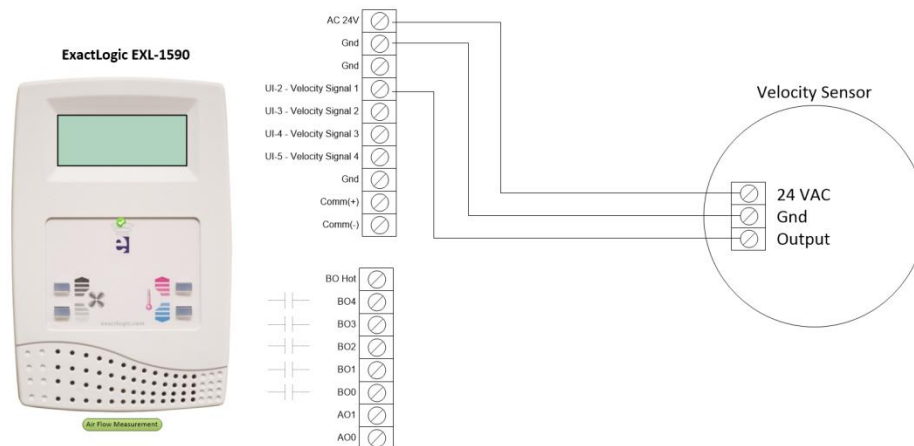 ExactLogic EXL-1590
exactlogic.com
Air Flow Measurement
AC 24V
Gnd
Gnd
UI-2 - Velocity Signal 1
UI-3 - Velocity Signal 2
UI-4 - Velocity Signal 3
UI-5 - Velocity Signal 4
Gnd
Comm(+)
Comm(-)
BO Hot
BO4
BO3
BO2
BO1
BO0
AO1
AO0
Velocity Sensor
24 VAC
Gnd
Output